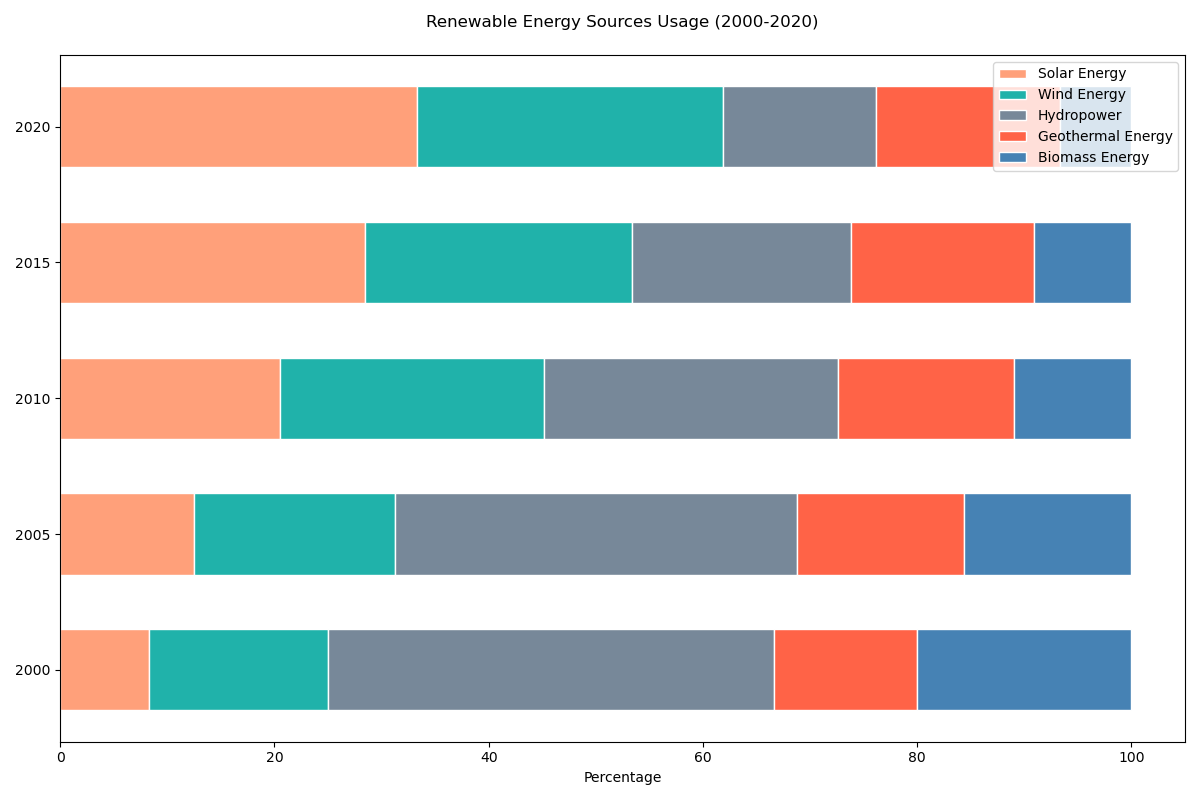 Renewable Energy Sources Usage (2000-2020)
Solar Energy
Wind Energy
Hydropower
Geothermal Energy
Biomass Energy
2020
2015
2010
2005
2000
0 20 40 60 80 100
Percentage